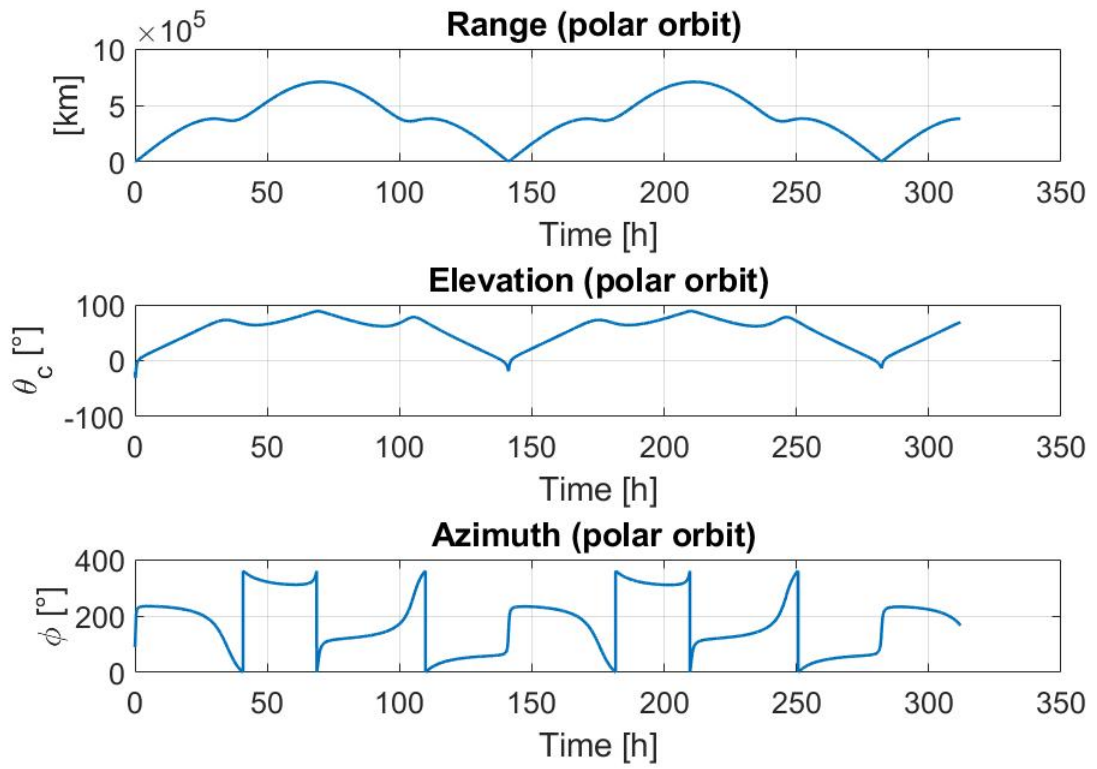 Range (polar orbit)
×10^5
10
5
0
[km]
0 50 100 150 200 250 300 350
Time [h]
Elevation (polar orbit)
100
0
-100
θ_c [°]
0 50 100 150 200 250 300 350
Time [h]
Azimuth (polar orbit)
400
200
0
ϕ [°]
0 50 100 150 200 250 300 350
Time [h]